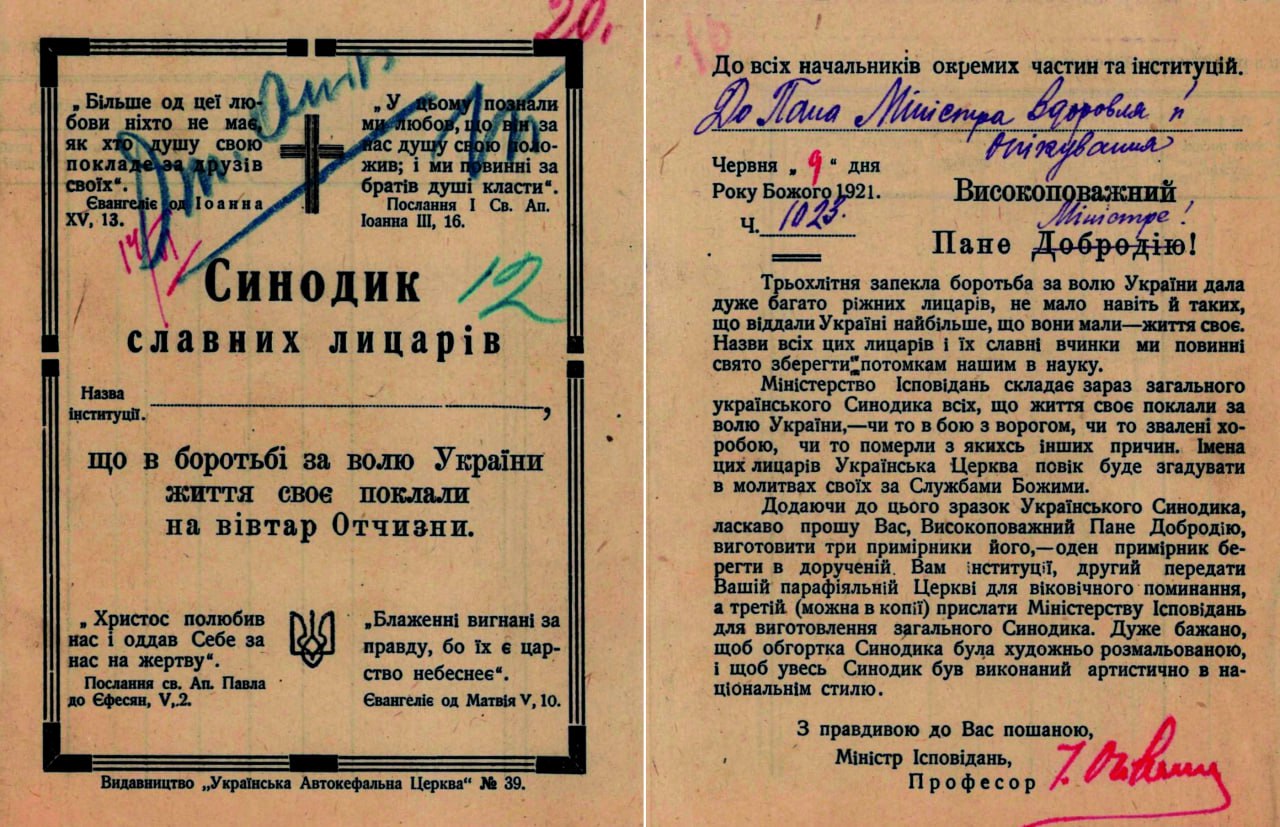 20.
„Більше од цеї лю-
бови ніхто не має,
як хто душу свою
покладе за друзів
своїх“.
Євангеліє од Іоанна
XV, 13.
„У цьому познали
ми любов, що він за
нас душу свою поло-
жив; і ми повинні за
братів душі класти“.
Послання І Св. Ап.
Іоанна III, 16.
Синодик
12
славних лицарів
Назва
інституції. ,
що в боротьбі за волю України
життя своє поклали
на вівтар Отчизни.
„Христос полюбив
нас і оддав Себе за
нас на жертву“.
Послання св. Ап. Павла
до Єфесян, V,.2.
„Блаженні вигнані за
правду, бо їх є цар-
ство небеснеє“.
Євангеліє од Матвія V, 10.
Видавництво „Українська Автокефальна Церква“ № 39.
До всіх начальників окремих частин та інституцій.
До Пана Міністра Здоровля й
опікування
Червня „9“ дня
Року Божого 1921.
Ч. 1023.
Високоповажний
Міністре!
Пане Добродію!
Трьохлітня запекла боротьба за волю України дала
дуже багато ріжних лицарів, не мало навіть й таких,
що віддали Україні найбільше, що вони мали—життя своє.
Назви всіх цих лицарів і їх славні вчинки ми повинні
свято зберегти потомкам нашим в науку.
Міністерство Ісповідань складає зараз загального
українського Синодика всіх, що життя своє поклали за
волю України,—чи то в бою з ворогом, чи то звалені хо-
робою, чи то померли з якихсь інших причин. Імена
цих лицарів Українська Церква повік буде згадувати
в молитвах своїх за Службами Божими.
Додаючи до цього зразок Українського Синодика,
ласкаво прошу Вас, Високоповажний Пане Добродію,
виготовити три примірники його,—оден примірник бе-
регти в дорученій Вам інституції, другий передати
Вашій парафіяльній Церкві для віковічного поминання,
а третій (можна в копії) прислати Міністерству Ісповідань
для виготовлення загального Синодика. Дуже бажано,
щоб обгортка Синодика була художньо розмальованою,
і щоб увесь Синодик був виконаний артистично в на-
ціональнім стилю.
З правдивою до Вас пошаною,
Міністр Ісповідань,
Професор І. Огієнко